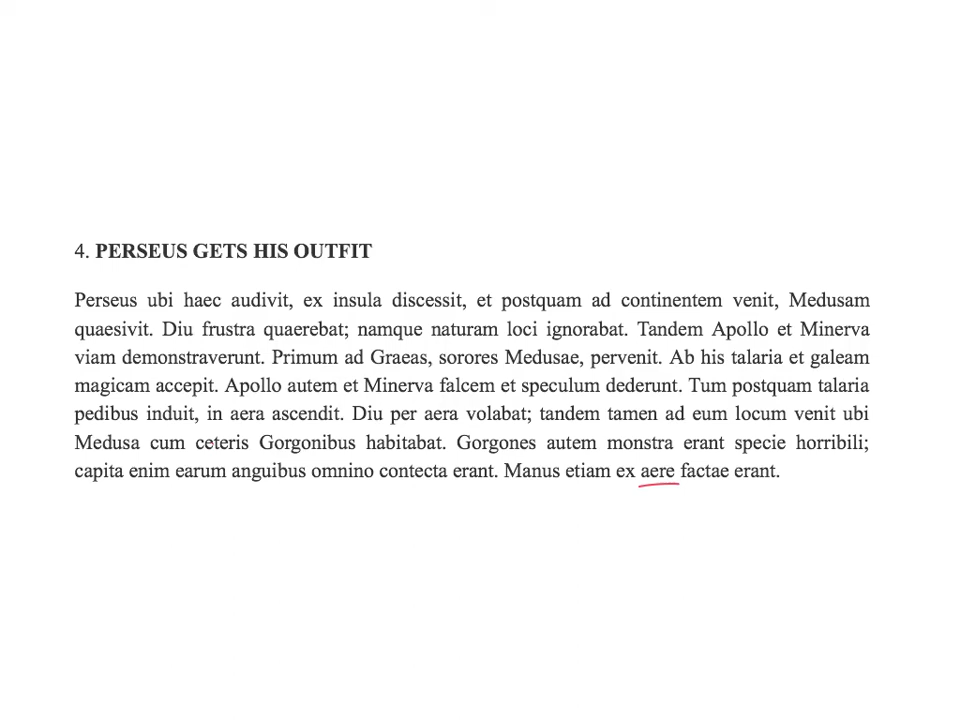 4. PERSEUS GETS HIS OUTFIT
Perseus ubi haec audivit, ex insula discessit, et postquam ad continentem venit, Medusam
quaesivit. Diu frustra quaerebat; namque naturam loci ignorabat. Tandem Apollo et Minerva
viam demonstraverunt. Primum ad Graeas, sorores Medusae, pervenit. Ab his talaria et galeam
magicam accepit. Apollo autem et Minerva falcem et speculum dederunt. Tum postquam talaria
pedibus induit, in aera ascendit. Diu per aera volabat; tandem tamen ad eum locum venit ubi
Medusa cum ceteris Gorgonibus habitabat. Gorgones autem monstra erant specie horribili;
capita enim earum anguibus omnino contecta erant. Manus etiam ex aere factae erant.